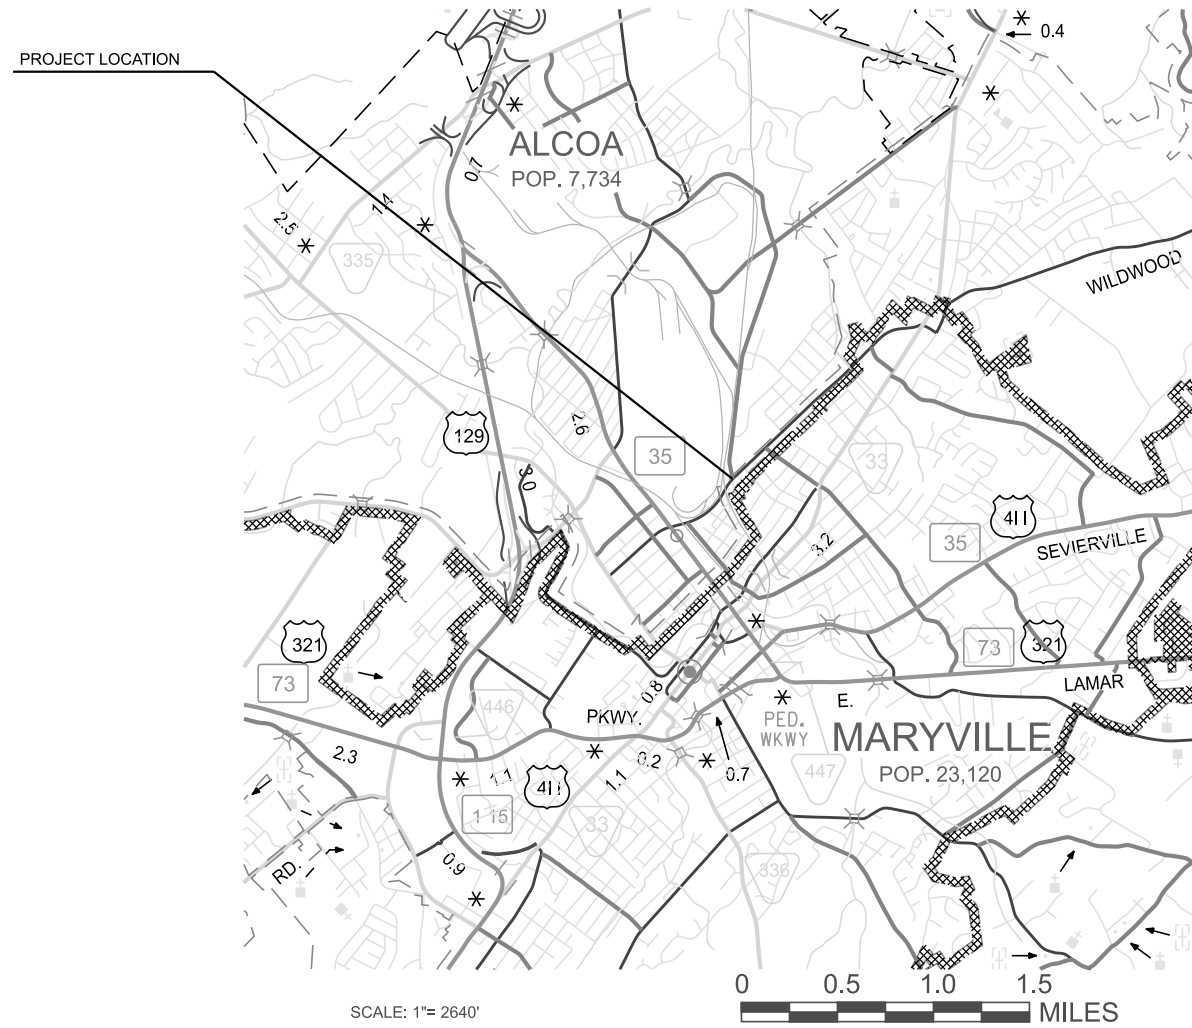 0.4
PROJECT LOCATION
ALCOA
POP. 7,734
0.7
1.4
2.5
335
WILDWOOD
129
2.6
35
33
3.0
411
35
SEVIERVILLE
3.2
321
73
73
321
LAMAR
0.8
E.
446
PKWY.
PED.
WKWY
MARYVILLE
POP. 23,120
2.3
0.2
0.7
447
1.1
411
1.1
115
33
0.9
RD.
336
0 0.5 1.0 1.5
MILES
SCALE: 1"= 2640'